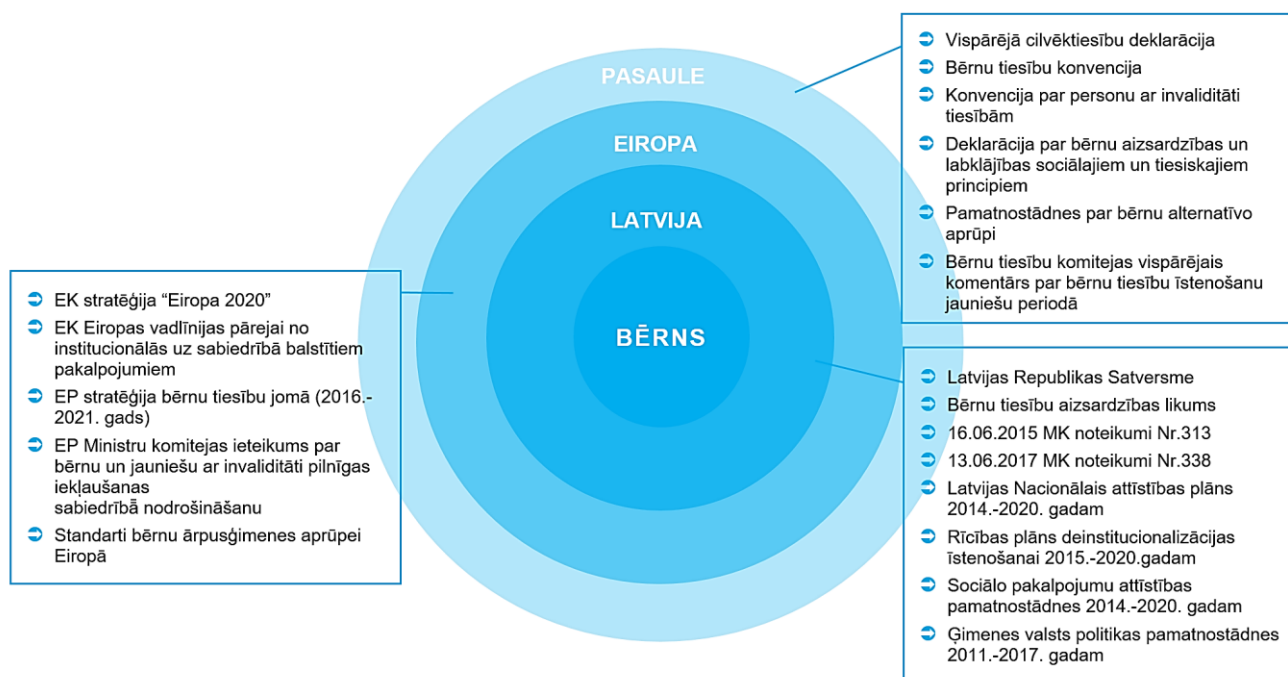 PASAULE
EIROPA
LATVIJA
BĒRNS
Vispārējā cilvēktiesību deklarācija
Bērnu tiesību konvencija
Konvencija par personu ar invaliditāti
tiesībām
Deklarācija par bērnu aizsardzības un
labklājības sociālajiem un tiesiskajiem
principiem
Pamatnostādnes par bērnu alternatīvo
aprūpi
Bērnu tiesību komitejas vispārējais
komentārs par bērnu tiesību īstenošanu
jauniešu periodā
EK stratēģija “Eiropa 2020”
EK Eiropas vadlīnijas pārejai no
institucionālās uz sabiedrībā balstītiem
pakalpojumiem
EP stratēģija bērnu tiesību jomā (2016.-
2021. gads)
EP Ministru komitejas ieteikums par
bērnu un jauniešu ar invaliditāti pilnīgas
iekļaušanas
sabiedrībā nodrošināšanu
Standarti bērnu ārpusģimenes aprūpei
Eiropā
Latvijas Republikas Satversme
Bērnu tiesību aizsardzības likums
16.06.2015 MK noteikumi Nr.313
13.06.2017 MK noteikumi Nr.338
Latvijas Nacionālais attīstības plāns
2014.-2020. gadam
Rīcības plāns deinstitucionalizācijas
īstenošanai 2015.-2020.gadam
Sociālo pakalpojumu attīstības
pamatnostādnes 2014.-2020. gadam
Ģimenes valsts politikas pamatnostādnes
2011.-2017. gadam